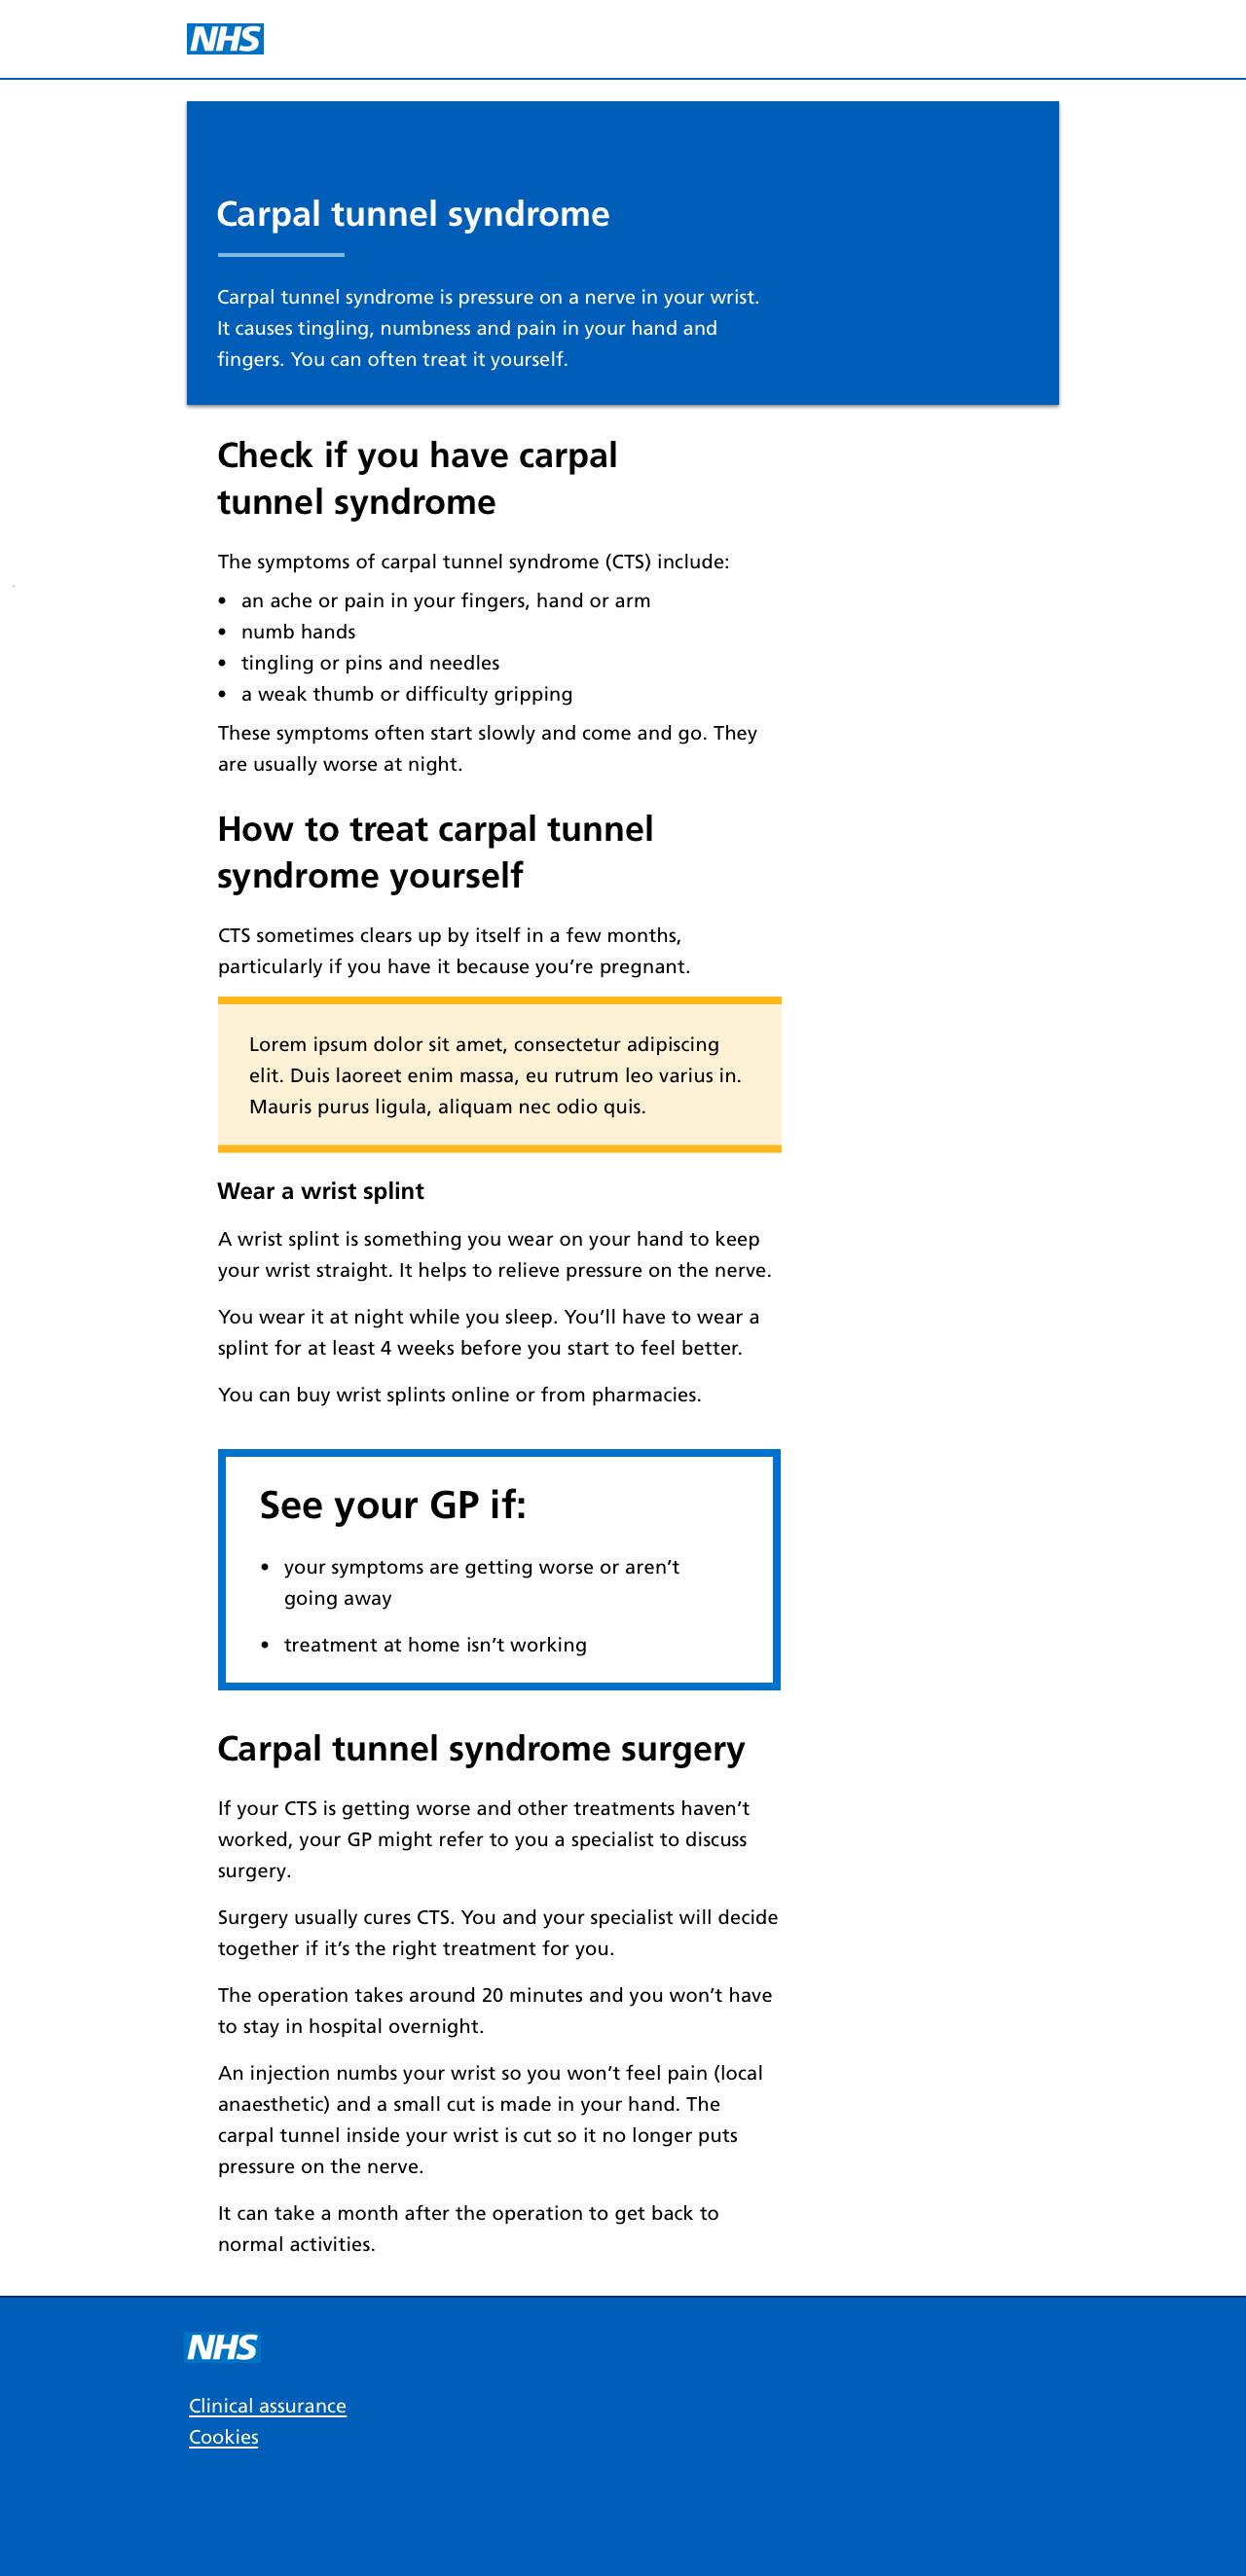 NHS
Carpal tunnel syndrome
Carpal tunnel syndrome is pressure on a nerve in your wrist.
It causes tingling, numbness and pain in your hand and
fingers. You can often treat it yourself.
Check if you have carpal
tunnel syndrome
The symptoms of carpal tunnel syndrome (CTS) include:
• an ache or pain in your fingers, hand or arm
• numb hands
• tingling or pins and needles
• a weak thumb or difficulty gripping
These symptoms often start slowly and come and go. They
are usually worse at night.
How to treat carpal tunnel
syndrome yourself
CTS sometimes clears up by itself in a few months,
particularly if you have it because you’re pregnant.
Lorem ipsum dolor sit amet, consectetur adipiscing
elit. Duis laoreet enim massa, eu rutrum leo varius in.
Mauris purus ligula, aliquam nec odio quis.
Wear a wrist splint
A wrist splint is something you wear on your hand to keep
your wrist straight. It helps to relieve pressure on the nerve.
You wear it at night while you sleep. You’ll have to wear a
splint for at least 4 weeks before you start to feel better.
You can buy wrist splints online or from pharmacies.
See your GP if:
• your symptoms are getting worse or aren’t
going away
• treatment at home isn’t working
Carpal tunnel syndrome surgery
If your CTS is getting worse and other treatments haven’t
worked, your GP might refer to you a specialist to discuss
surgery.
Surgery usually cures CTS. You and your specialist will decide
together if it’s the right treatment for you.
The operation takes around 20 minutes and you won’t have
to stay in hospital overnight.
An injection numbs your wrist so you won’t feel pain (local
anaesthetic) and a small cut is made in your hand. The
carpal tunnel inside your wrist is cut so it no longer puts
pressure on the nerve.
It can take a month after the operation to get back to
normal activities.
NHS
Clinical assurance
Cookies